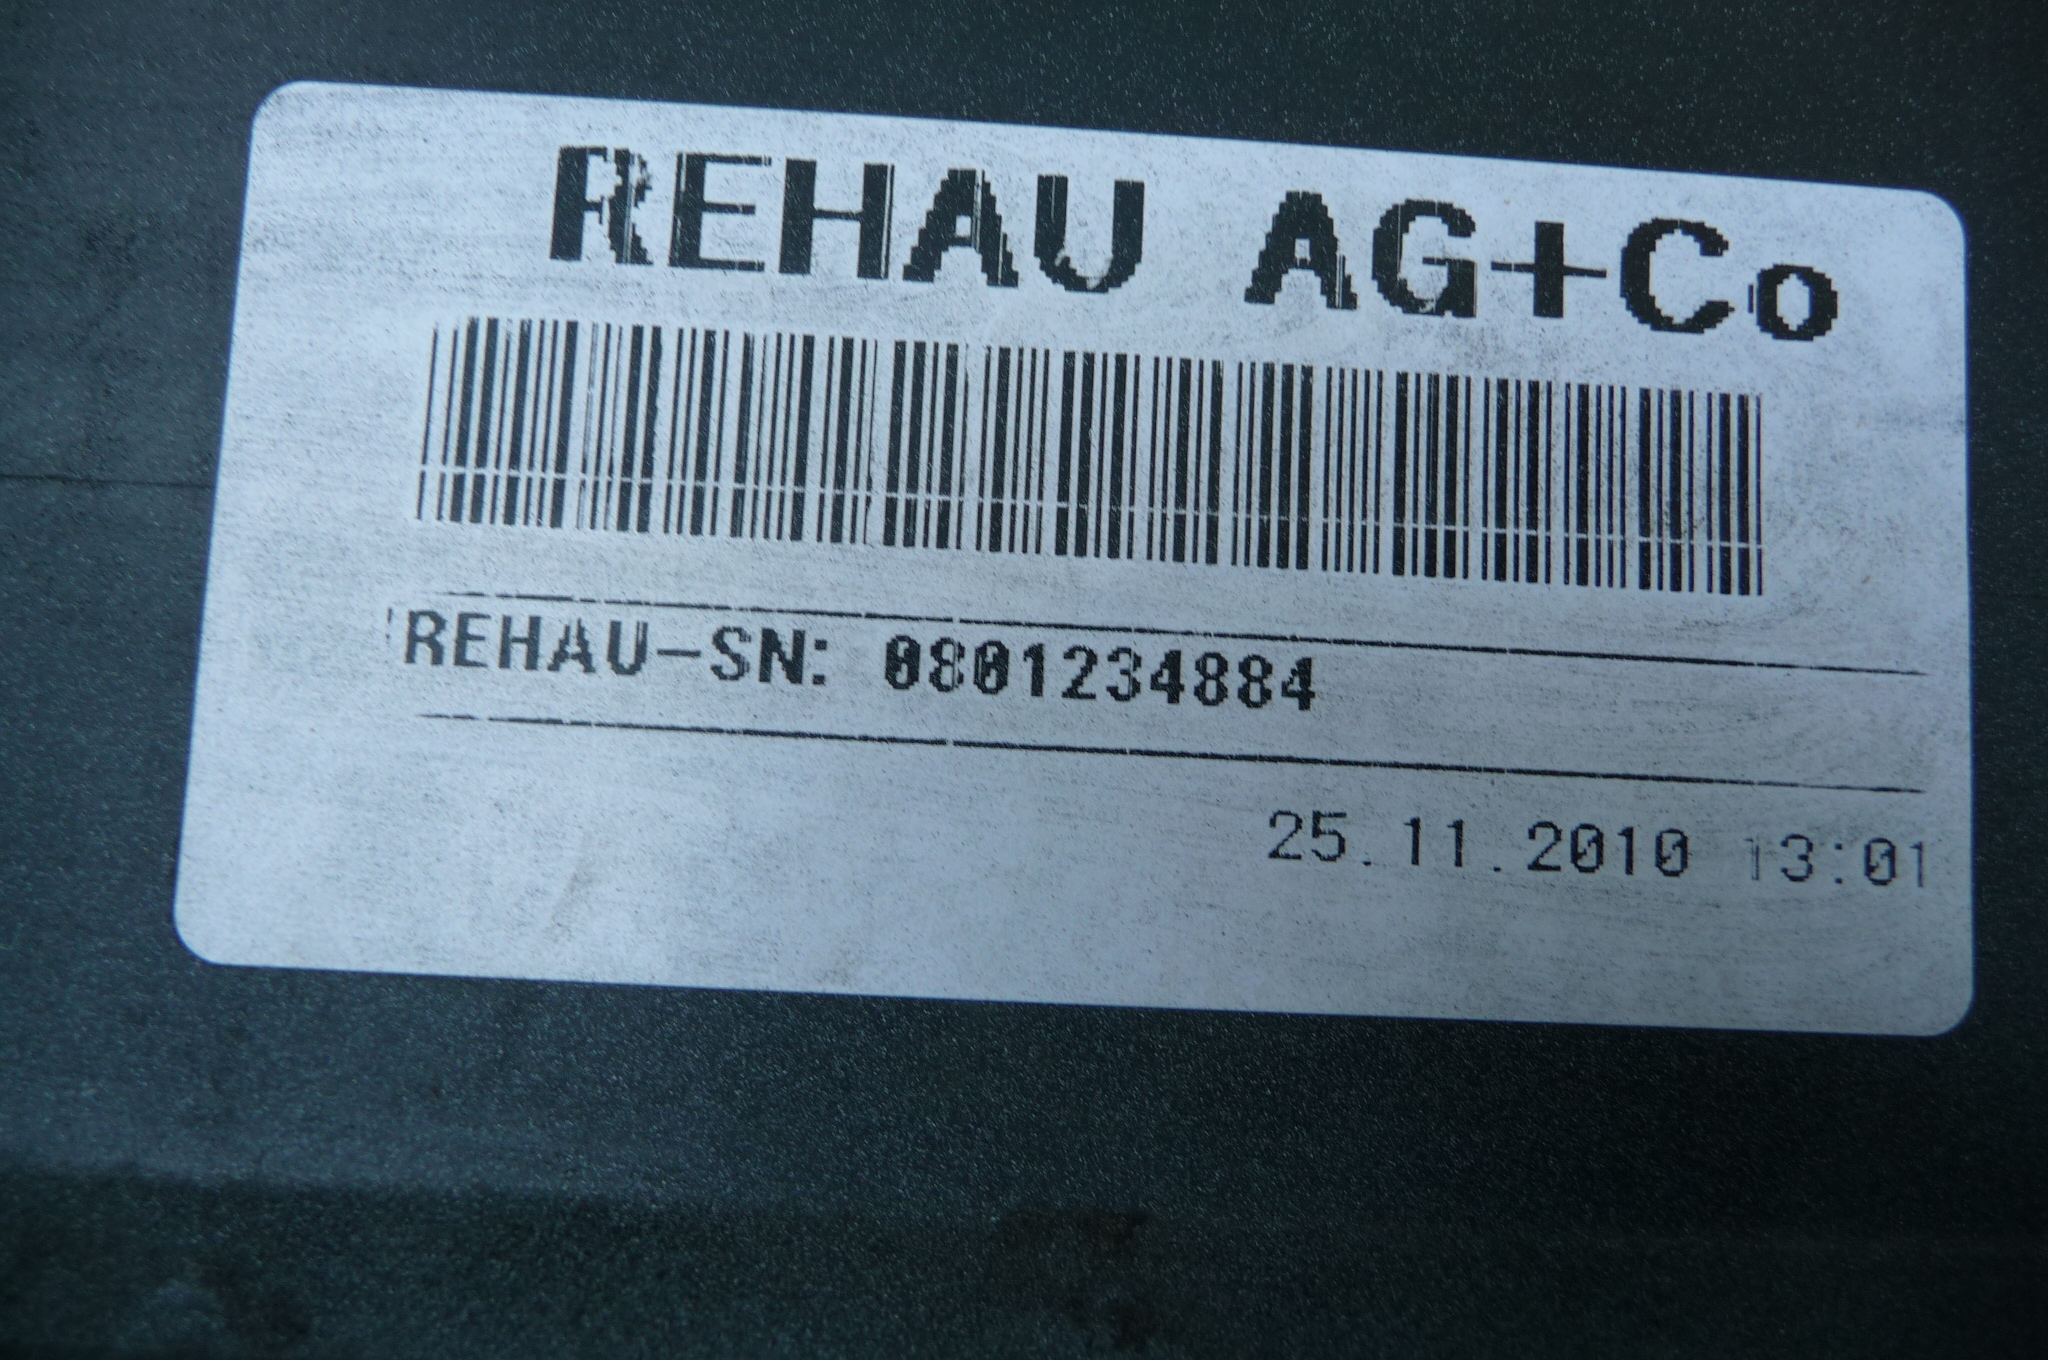 REHAU AG+Co
REHAU-SN: 0801234884
25.11.2010 13:01